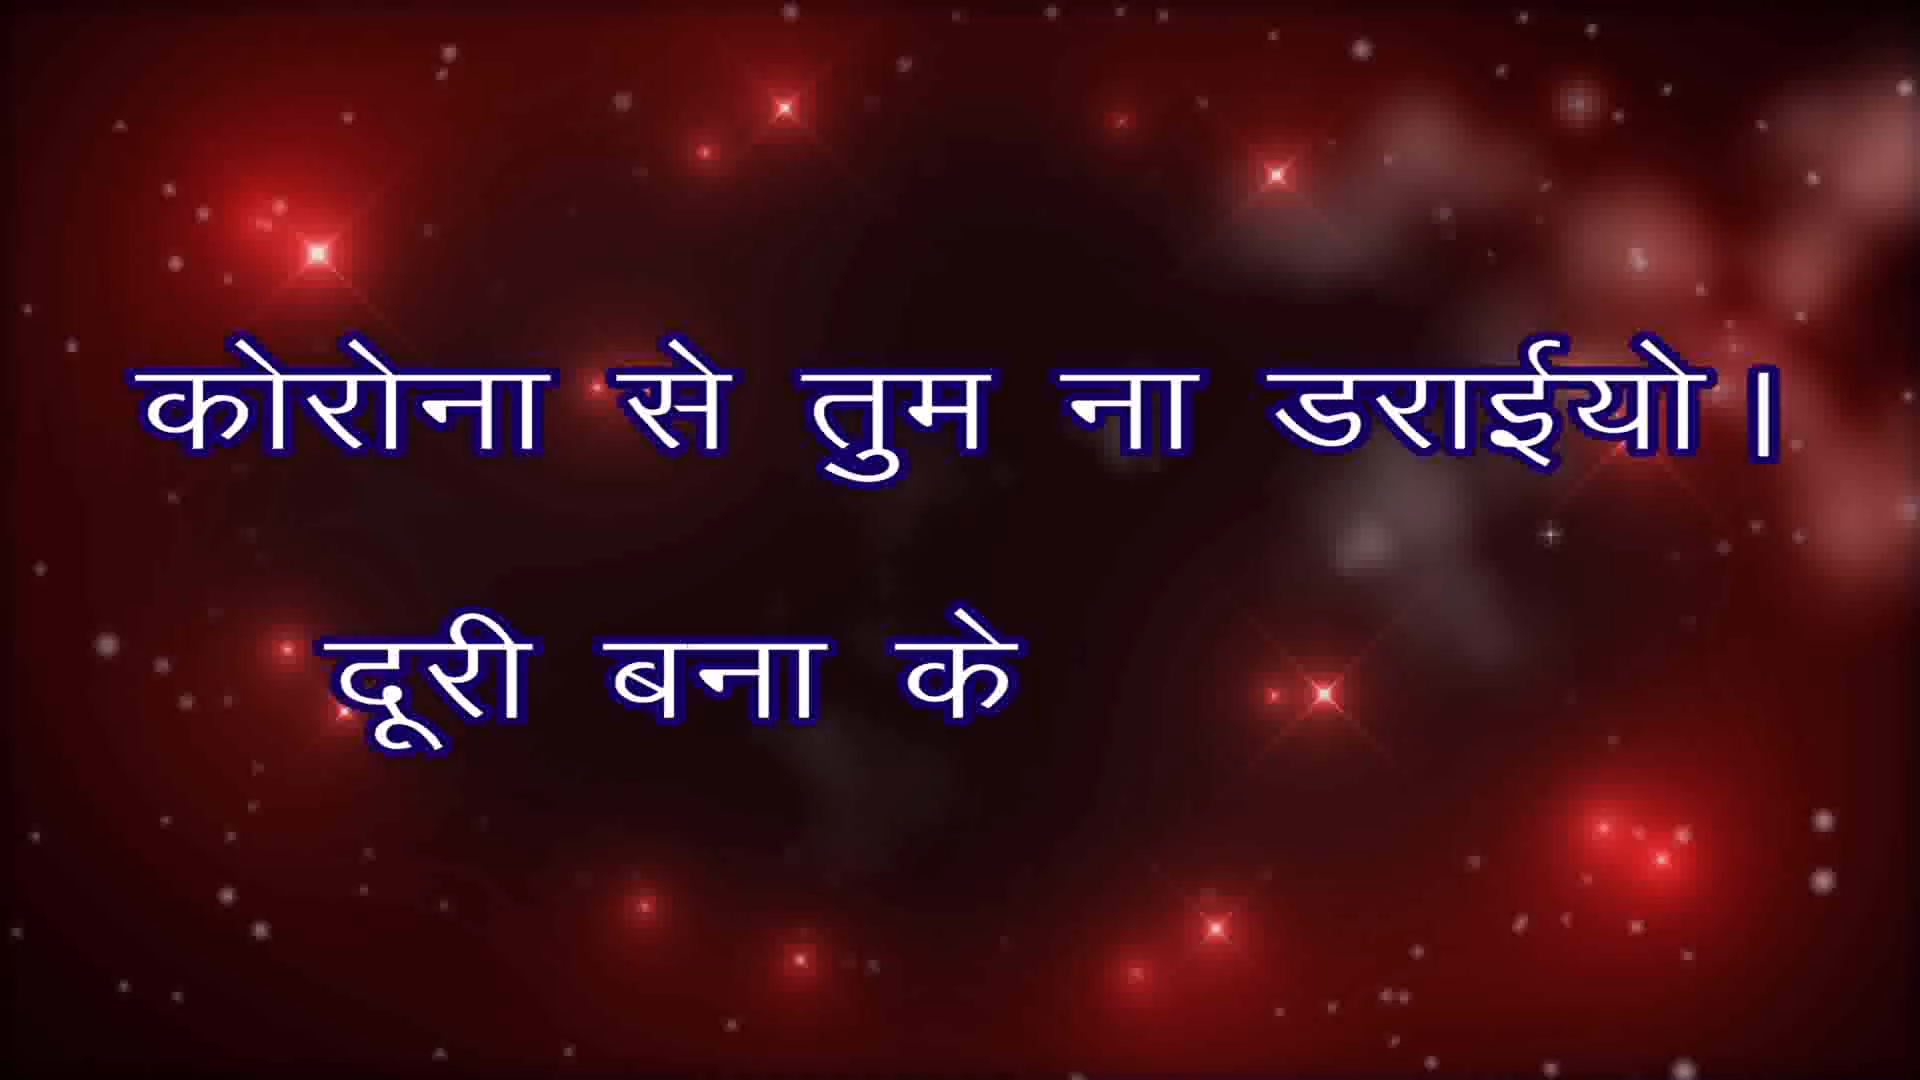 कोरोना से तुम ना डराईयो।
दूरी बना के